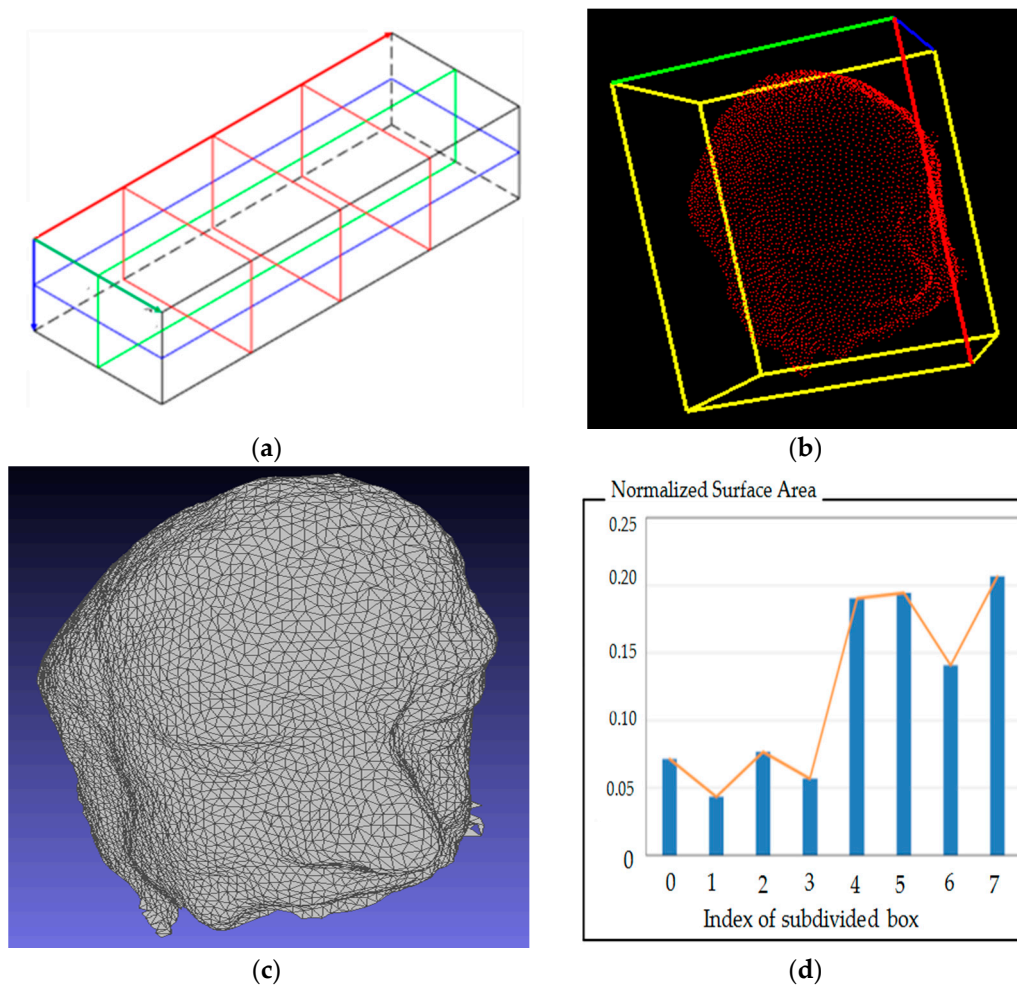 (a)
(b)
(c)
Normalized Surface Area
0.25
0.20
0.15
0.10
0.05
0
0 1 2 3 4 5 6 7
Index of subdivided box
(d)